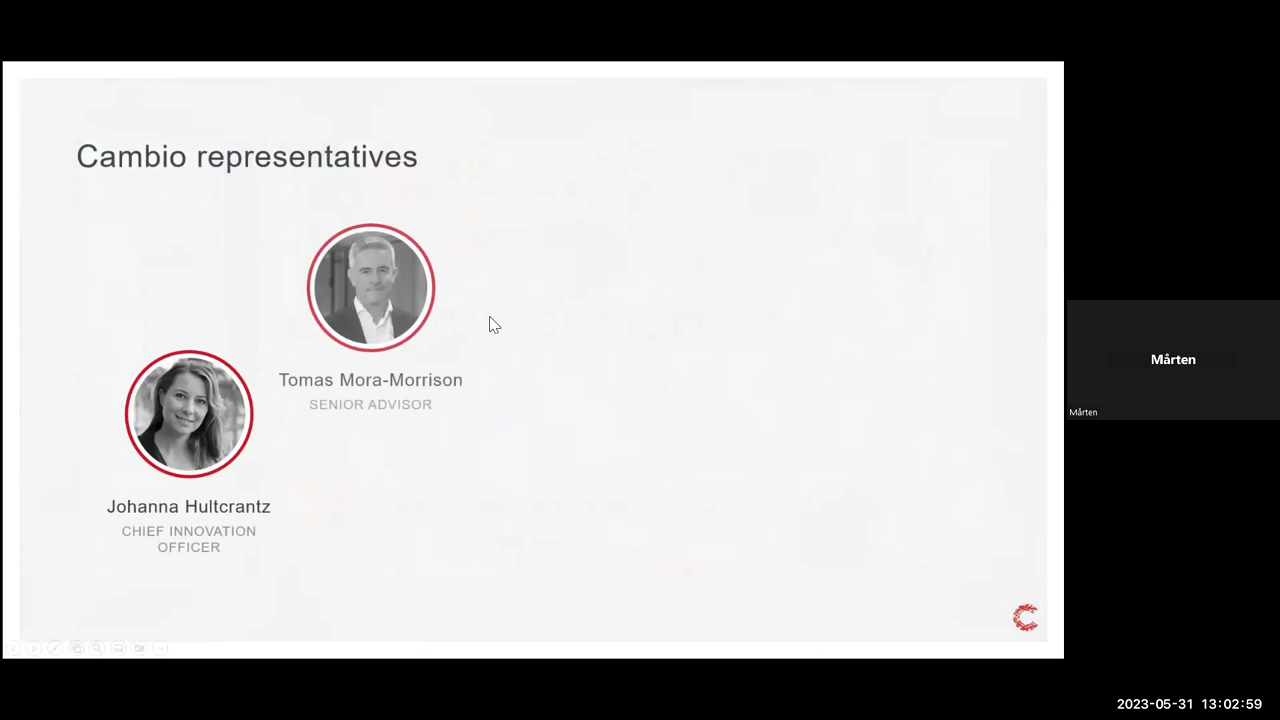 Cambio representatives
Tomas Mora-Morrison
SENIOR ADVISOR
Johanna Hultcrantz
CHIEF INNOVATION
OFFICER
Mårten
Mårten
2023-05-31 13:02:59